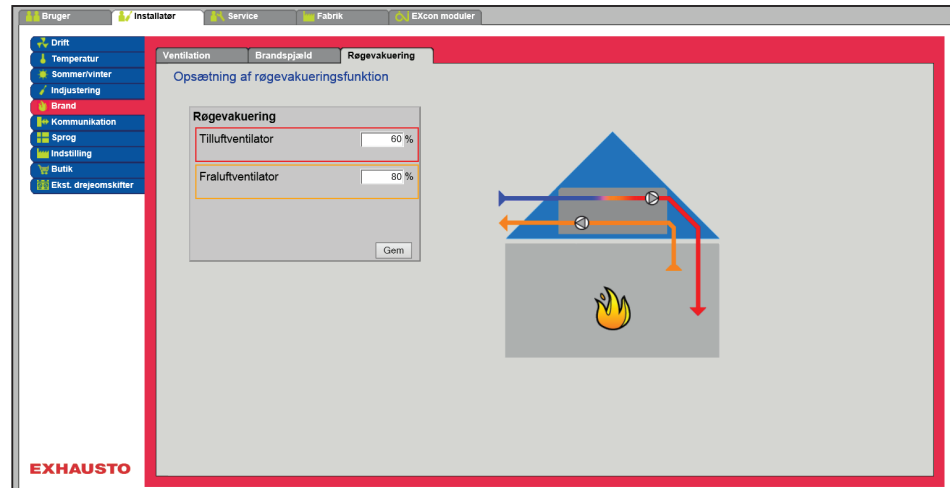 Bruger
Installatør
Service
Fabrik
EXcon moduler
Drift
Temperatur
Sommer/vinter
Indjustering
Brand
Kommunikation
Sprog
Indstilling
Butik
Ekst. drejeomskifter
Ventilation
Brandspjæld
Røgevakuering
Opsætning af røgevakueringsfunktion
Røgevakuering
Tilluftventilator 60 %
Fraluftventilator 80 %
Gem
EXHAUSTO